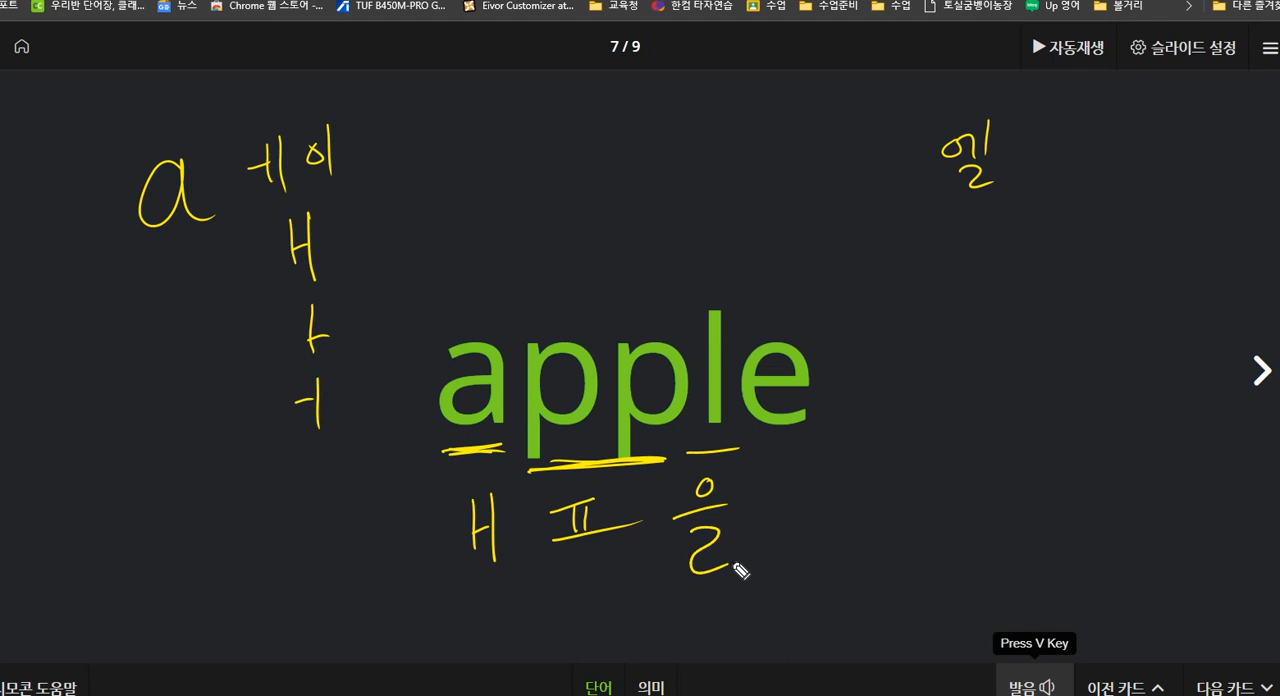 포트 우리반 단어장, 클래... 뉴스 Chrome 웹 스토어 -... TUF B450M-PRO G... Eivor Customizer at... 교육청 한컴 타자연습 수업 수업준비 수업 토실굼벵이농장 Up 영어 볼거리 다른 즐겨찾
7 / 9 자동재생 슬라이드 설정
a ㅔ이 일
ㅐ
ㅏ
ㅓ
apple
ㅐ ㅍ 을
Press V Key
리모콘 도움말 단어 의미 발음 이전 카드 다음 카드